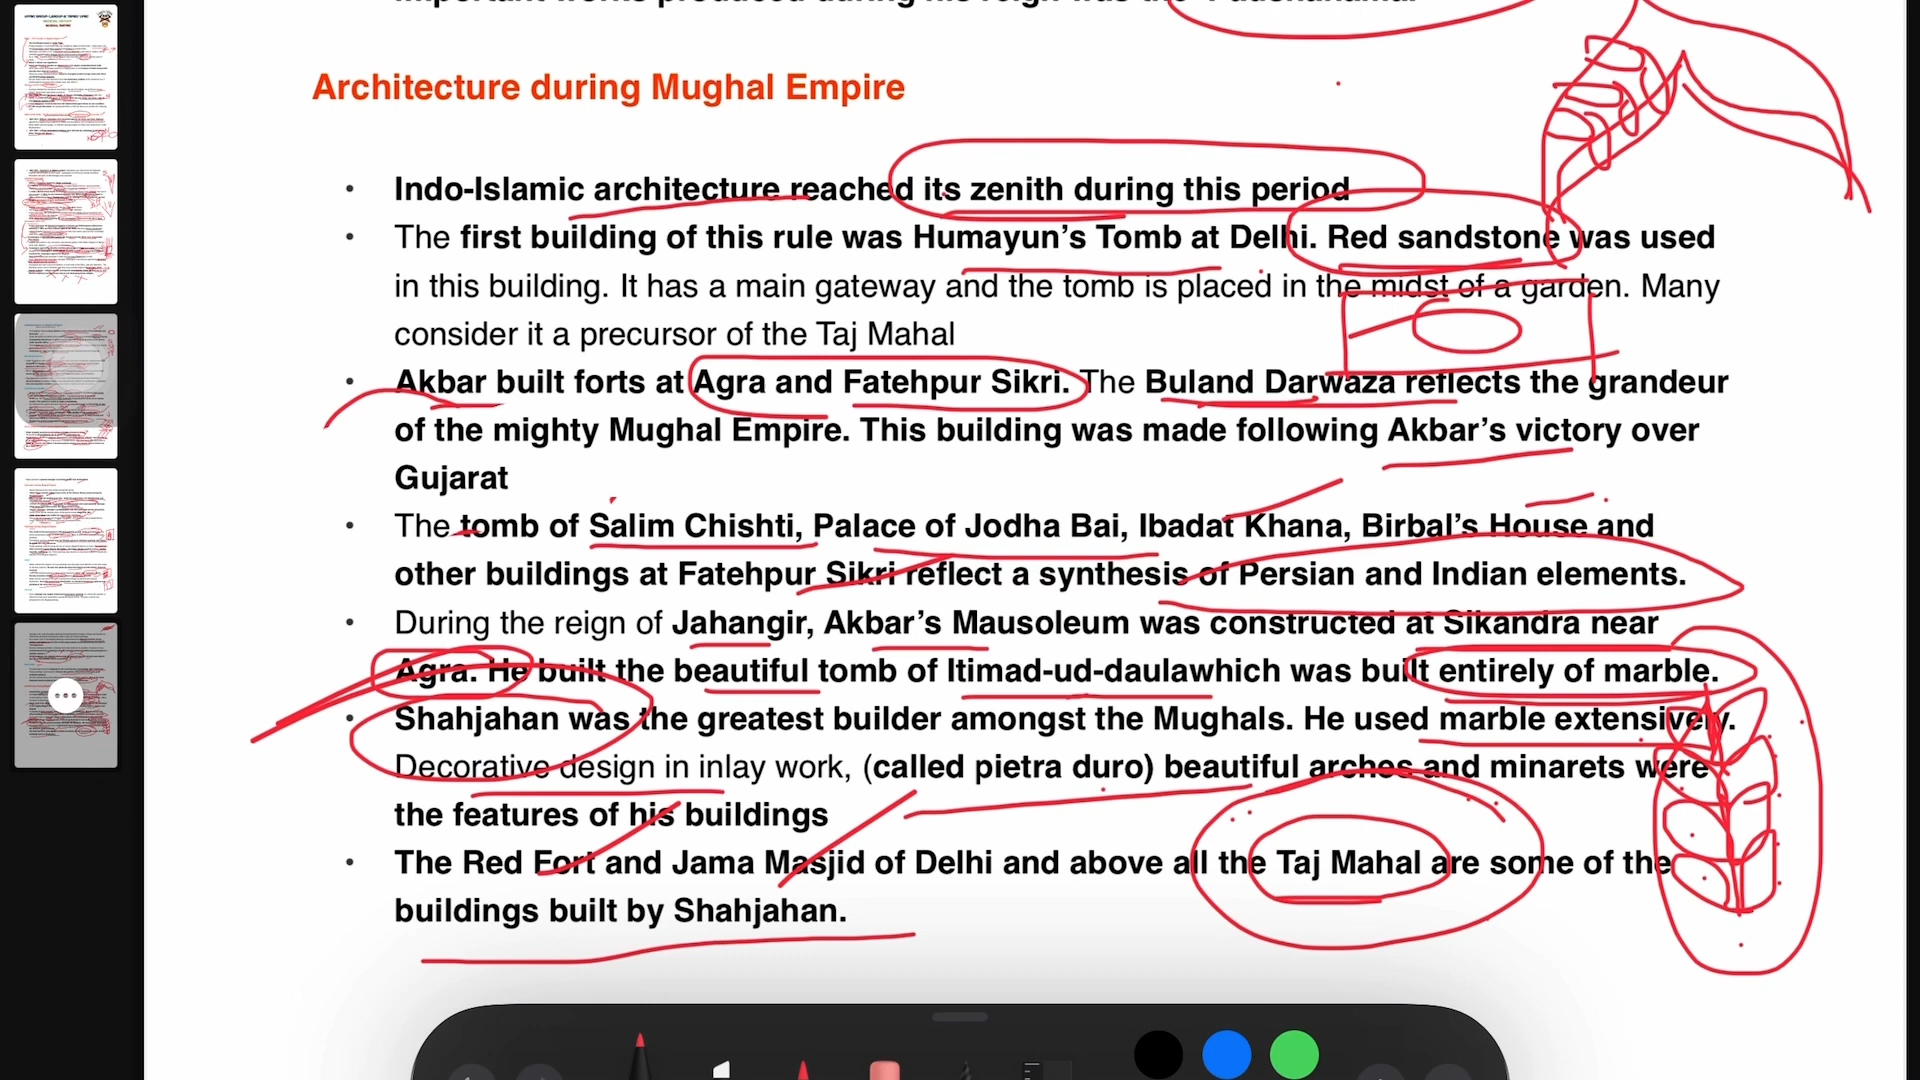 important works produced during his reign was the 'Padshahnama.
Architecture during Mughal Empire
• Indo-Islamic architecture reached its zenith during this period
• The first building of this rule was Humayun’s Tomb at Delhi. Red sandstone was used
in this building. It has a main gateway and the tomb is placed in the midst of a garden. Many
consider it a precursor of the Taj Mahal
• Akbar built forts at Agra and Fatehpur Sikri. The Buland Darwaza reflects the grandeur
of the mighty Mughal Empire. This building was made following Akbar’s victory over
Gujarat
• The tomb of Salim Chishti, Palace of Jodha Bai, Ibadat Khana, Birbal’s House and
other buildings at Fatehpur Sikri reflect a synthesis of Persian and Indian elements.
• During the reign of Jahangir, Akbar’s Mausoleum was constructed at Sikandra near
Agra. He built the beautiful tomb of Itimad-ud-daulawhich was built entirely of marble.
• Shahjahan was the greatest builder amongst the Mughals. He used marble extensively.
Decorative design in inlay work, (called pietra duro) beautiful arches and minarets were
the features of his buildings
• The Red Fort and Jama Masjid of Delhi and above all the Taj Mahal are some of the
buildings built by Shahjahan.